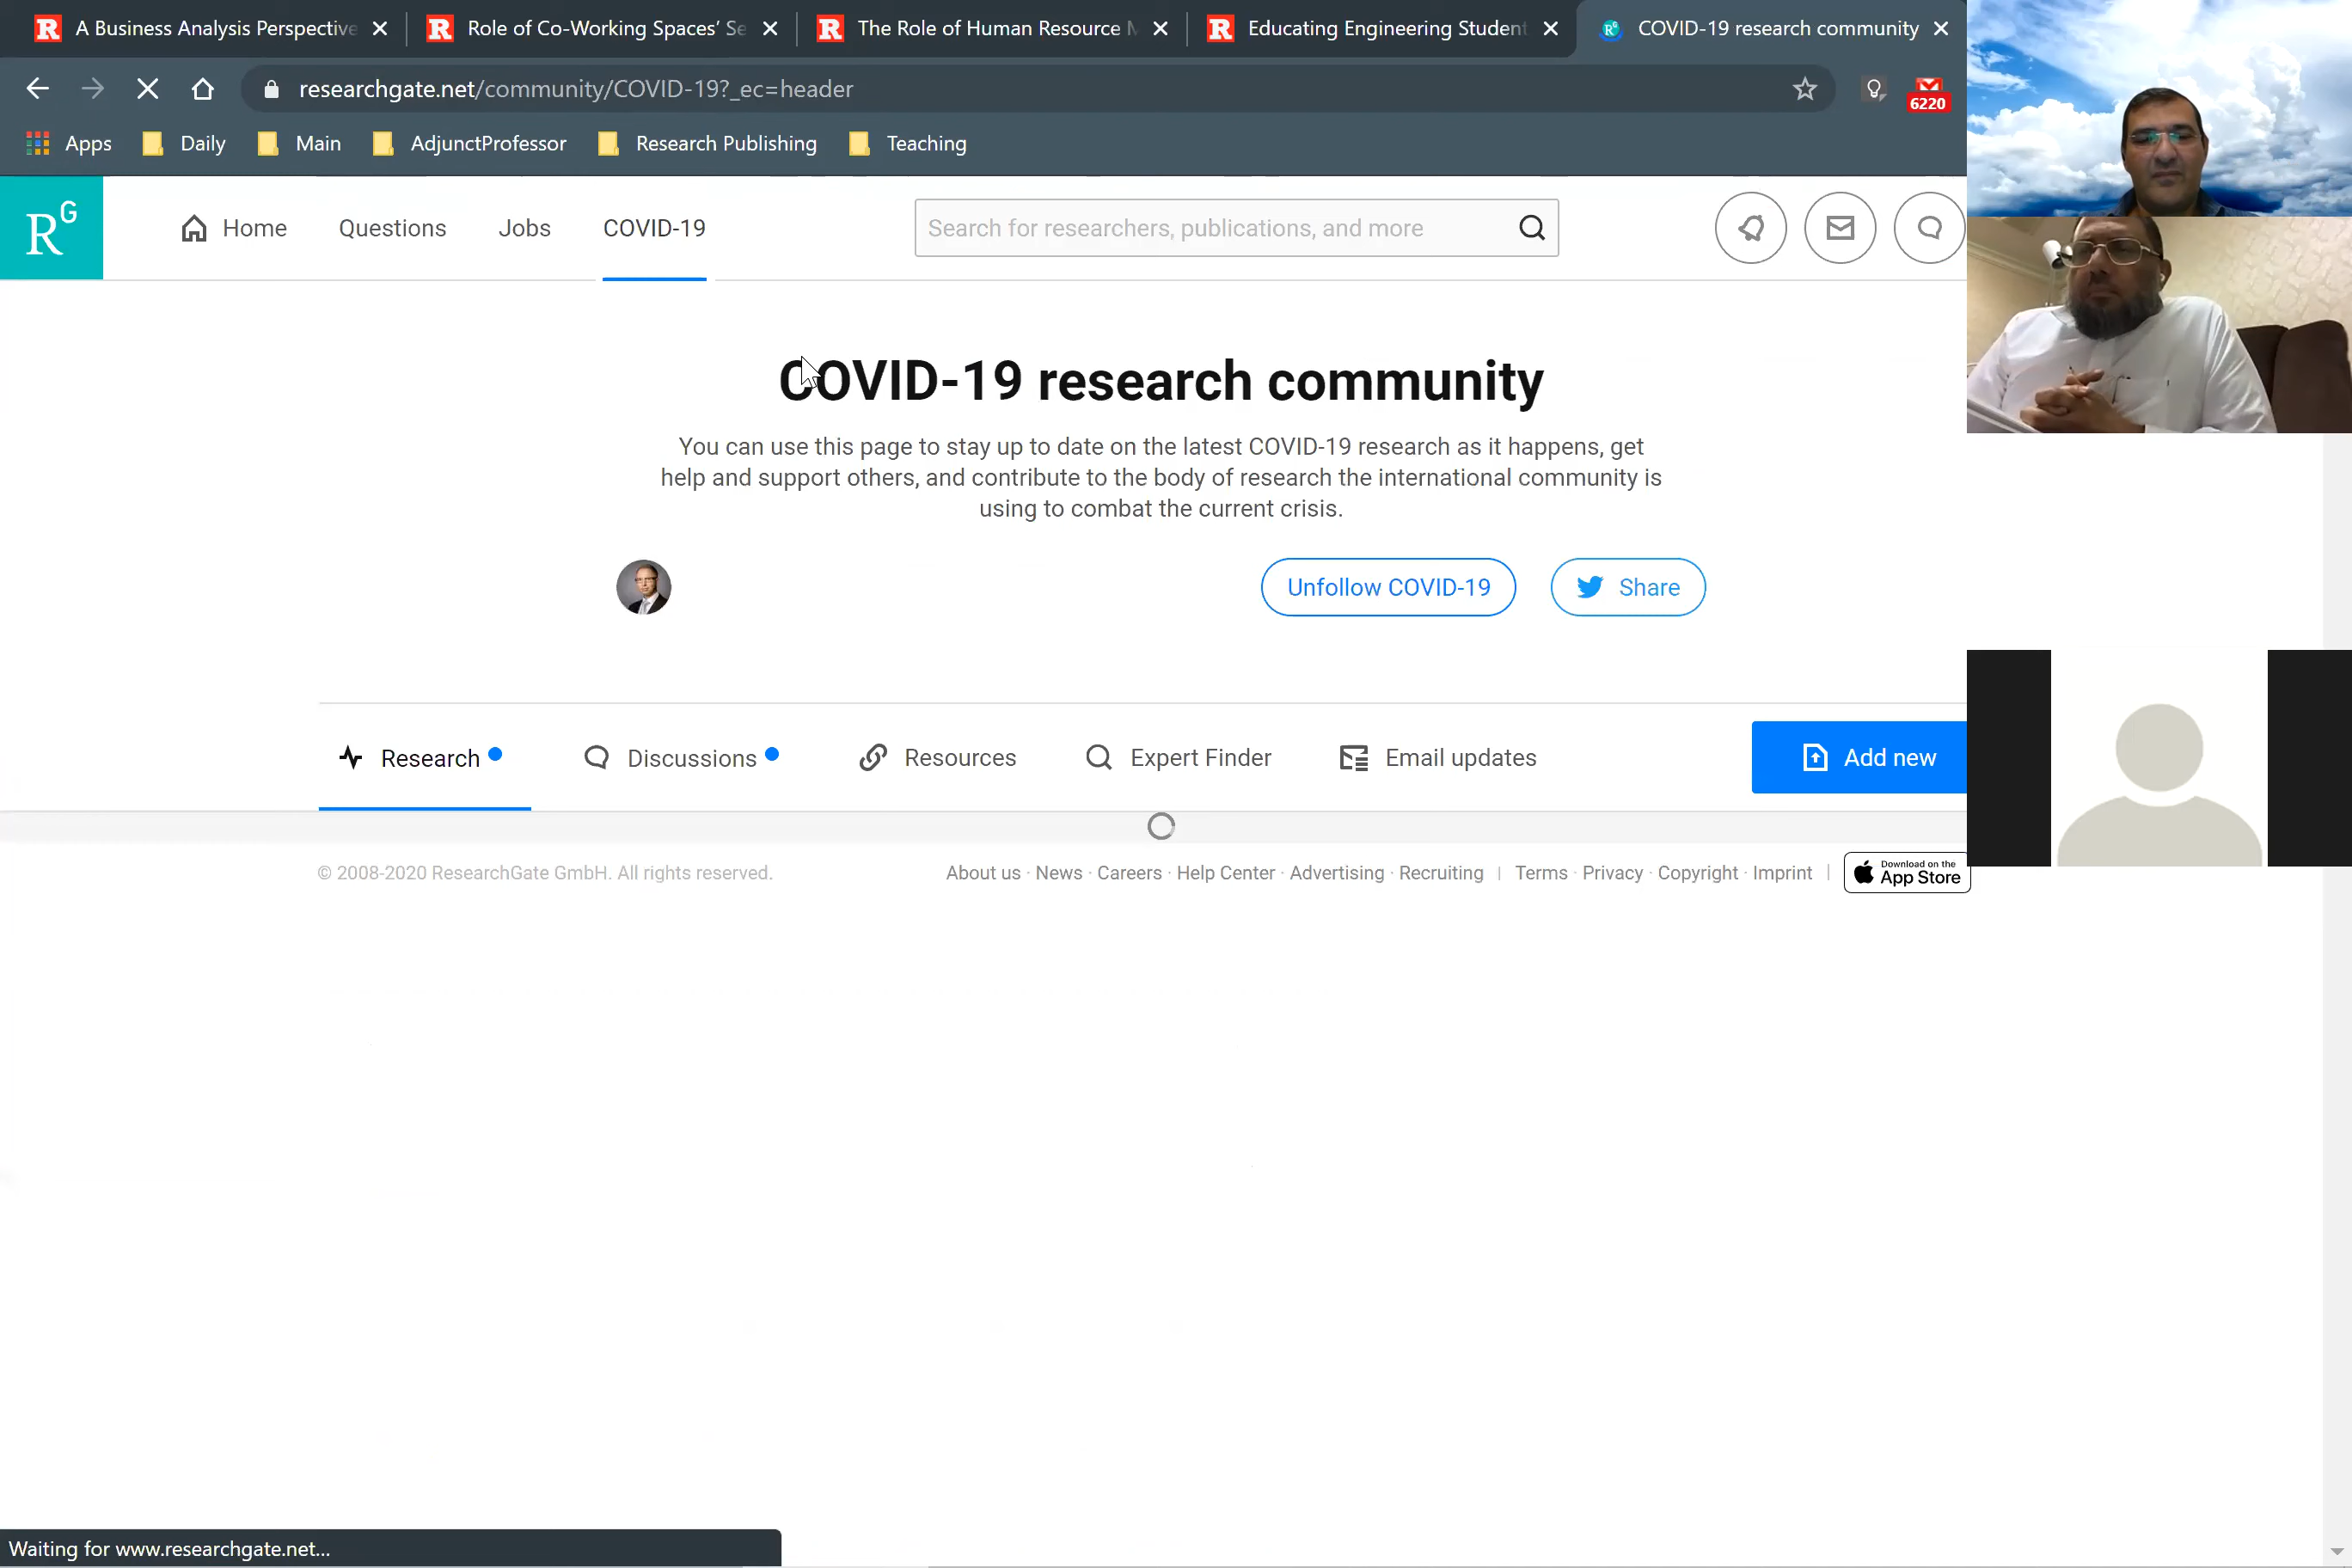 A Business Analysis Perspective
Role of Co-Working Spaces' Se
The Role of Human Resource M
Educating Engineering Student
COVID-19 research community
researchgate.net/community/COVID-19?_ec=header
6220
Apps
Daily
Main
AdjunctProfessor
Research Publishing
Teaching
RG
Home
Questions
Jobs
COVID-19
Search for researchers, publications, and more
COVID-19 research community
You can use this page to stay up to date on the latest COVID-19 research as it happens, get
help and support others, and contribute to the body of research the international community is
using to combat the current crisis.
Unfollow COVID-19
Share
Research
Discussions
Resources
Expert Finder
Email updates
Add new
© 2008-2020 ResearchGate GmbH. All rights reserved.
About us · News · Careers · Help Center · Advertising · Recruiting | Terms · Privacy · Copyright · Imprint |
Download on the
App Store
Waiting for www.researchgate.net...